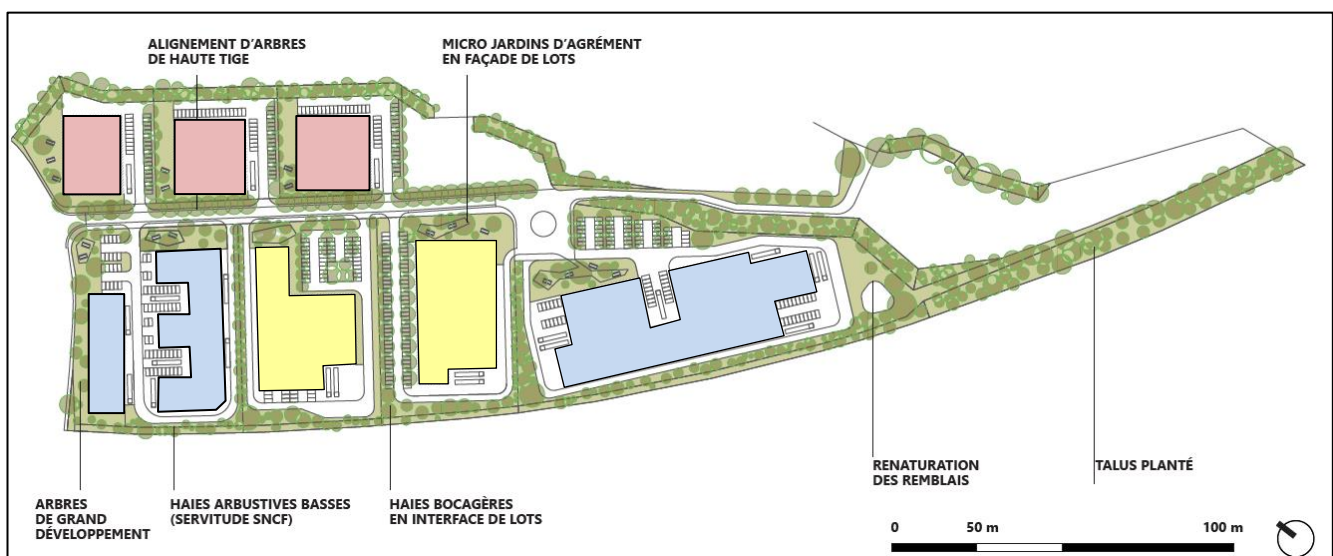 ALIGNEMENT D'ARBRES
DE HAUTE TIGE
MICRO JARDINS D'AGRÉMENT
EN FAÇADE DE LOTS
ARBRES
DE GRAND
DÉVELOPPEMENT
HAIES ARBUSTIVES BASSES
(SERVITUDE SNCF)
HAIES BOCAGÈRES
EN INTERFACE DE LOTS
RENATURATION
DES REMBLAIS
TALUS PLANTÉ
0 50 m 100 m